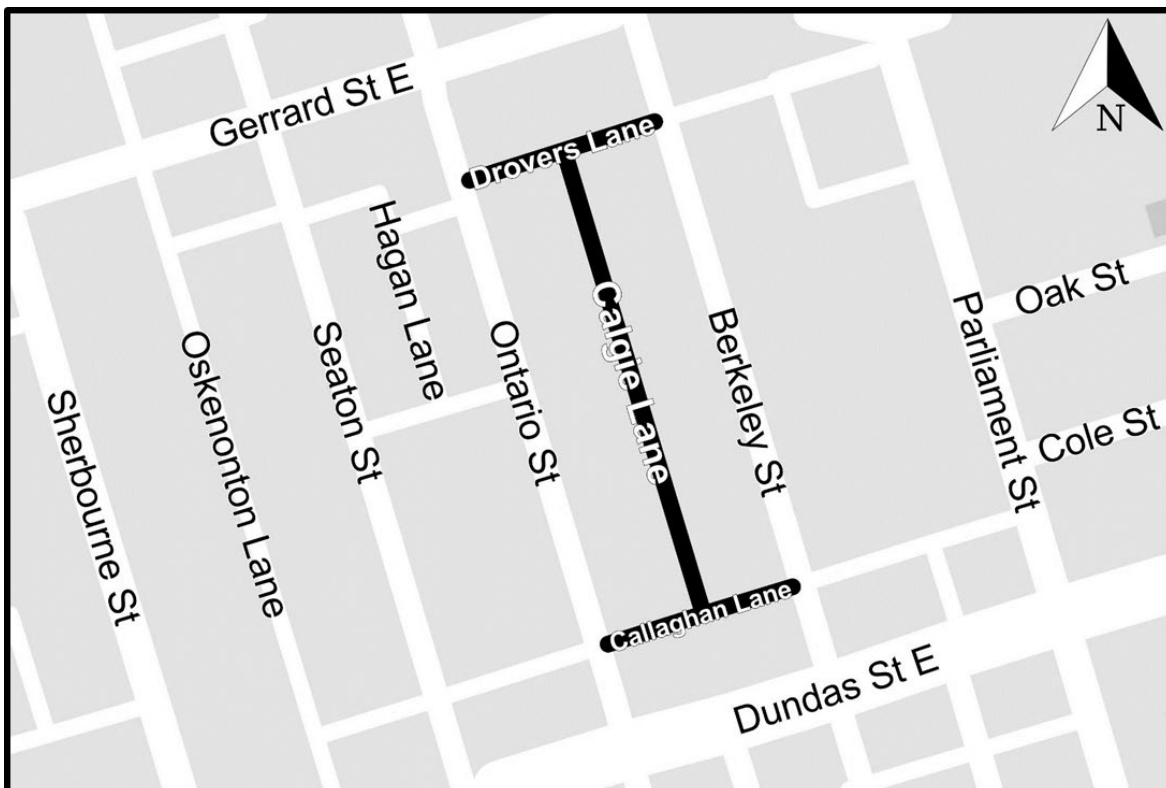 Gerrard St E
N
Drovers Lane
Hagan Lane
Calgie Lane
Oak St
Parliament St
Berkeley St
Ontario St
Seaton St
Oskenonton Lane
Sherbourne St
Cole St
Callaghan Lane
Dundas St E